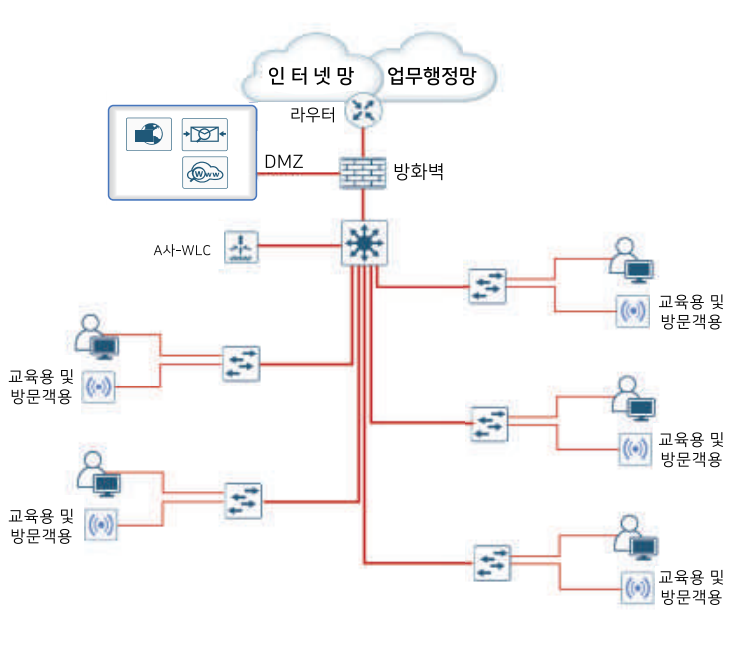 인 터 넷 망
업무행정망
라우터
DMZ
방화벽
Www
A사-WLC
교육용 및
방문객용
교육용 및
방문객용
교육용 및
방문객용
교육용 및
방문객용
교육용 및
방문객용